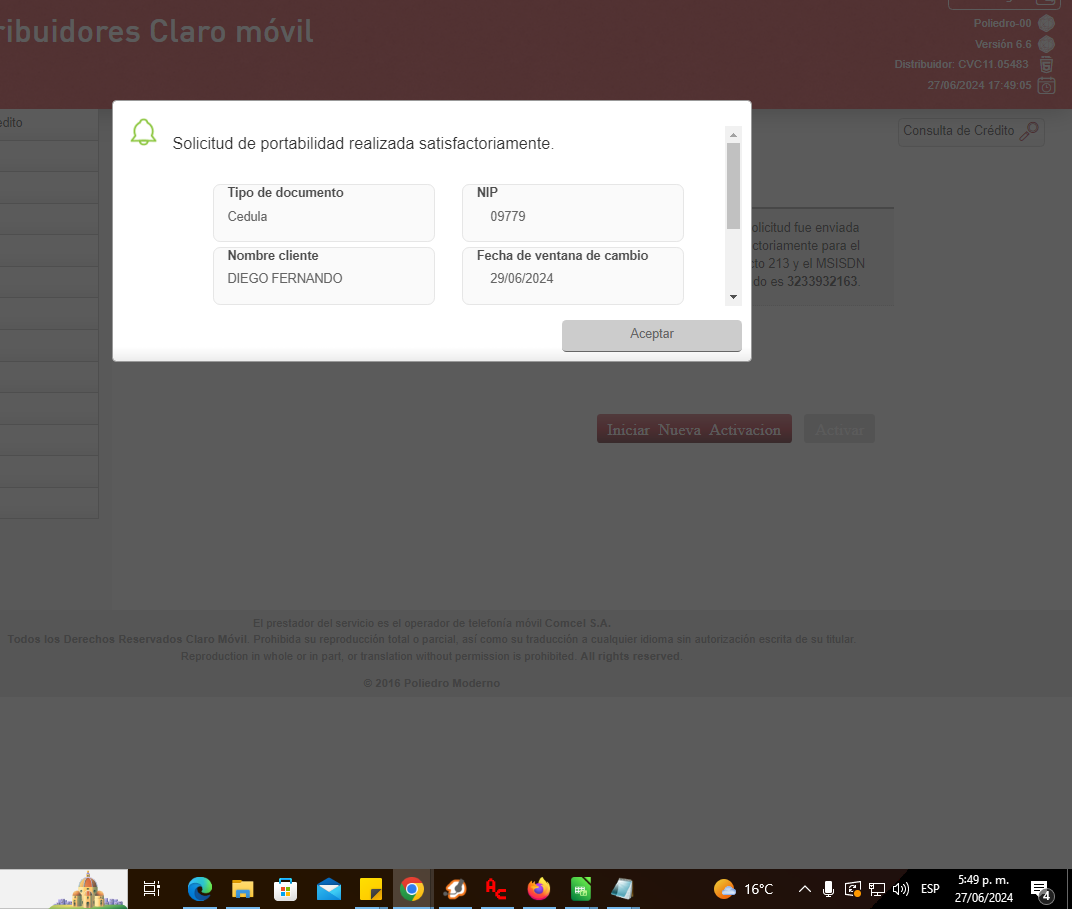 ribuidores Claro móvil
Poliedro-00
Versión 6.6
Distribuidor: CVC11.05483
27/06/2024 17:49:05
edito
Consulta de Crédito
Solicitud de portabilidad realizada satisfactoriamente.
Tipo de documento
Cedula
NIP
09779
Nombre cliente
DIEGO FERNANDO
Fecha de ventana de cambio
29/06/2024
Aceptar
olicitud fue enviada
ctoriamente para el
cto 213 y el MSISDN
do es 3233932163.
Iniciar Nueva Activacion
Activar
El prestador del servicio es el operador de telefonía móvil Comcel S.A.
Todos los Derechos Reservados Claro Móvil. Prohibida su reproducción total o parcial, así como su traducción a cualquier idioma sin autorización escrita de su titular.
Reproduction in whole or in part, or translation without permission is prohibited. All rights reserved.
© 2016 Poliedro Moderno
16°C
ESP
5:49 p. m.
27/06/2024
4